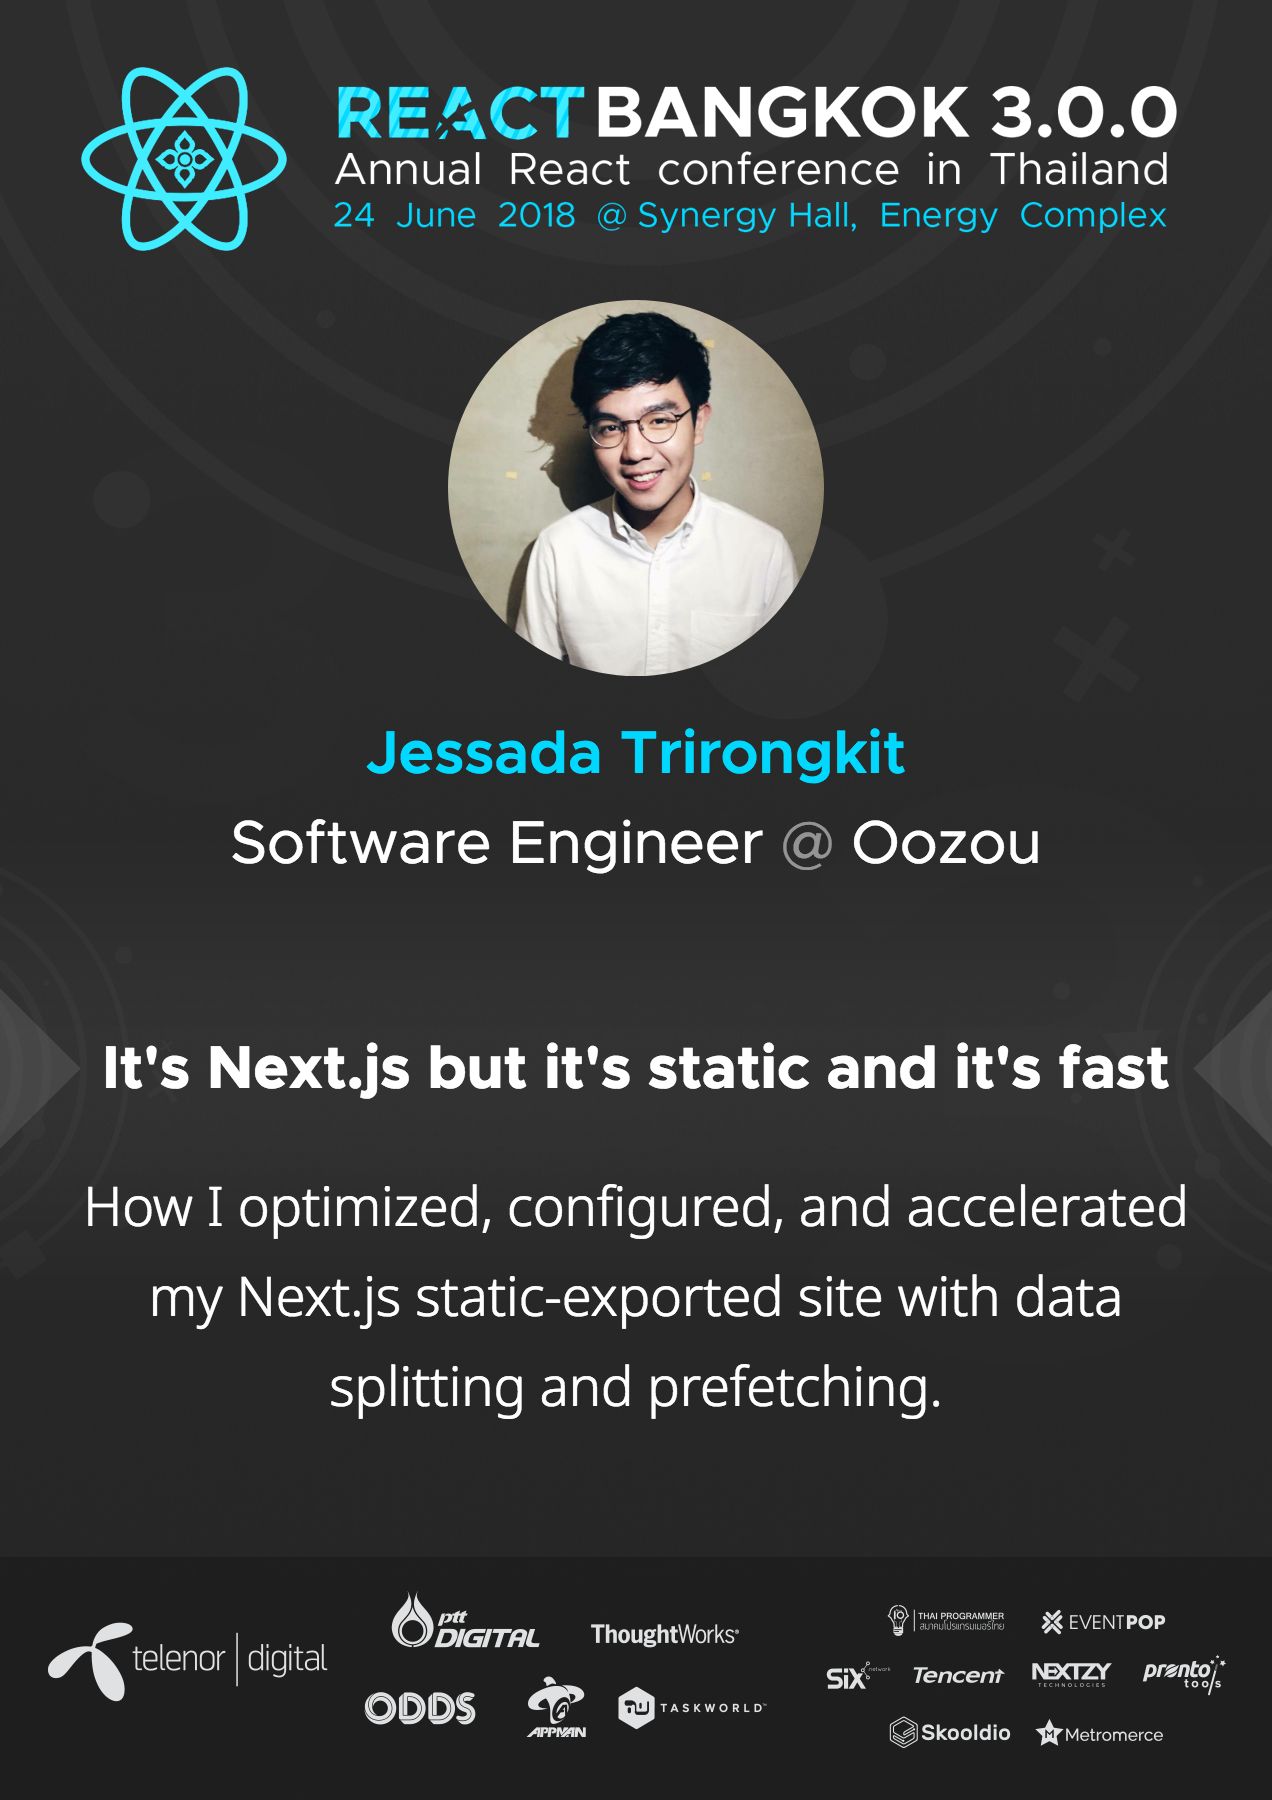 REACT BANGKOK 3.0.0
Annual React conference in Thailand
24 June 2018 @ Synergy Hall, Energy Complex
Jessada Trirongkit
Software Engineer @ Oozou
It's Next.js but it's static and it's fast
How I optimized, configured, and accelerated
my Next.js static-exported site with data
splitting and prefetching.
telenor | digital
ptt
DIGITAL
ThoughtWorks®
ODDS
APPMAN
TASKWORLD™
THAI PROGRAMMER
สมาคมโปรแกรมเมอร์ไทย
EVENTPOP
SIX network
Tencent
NEXTZY
TECHNOLOGIES
pronto
tools
Skooldio
M
Metromerce